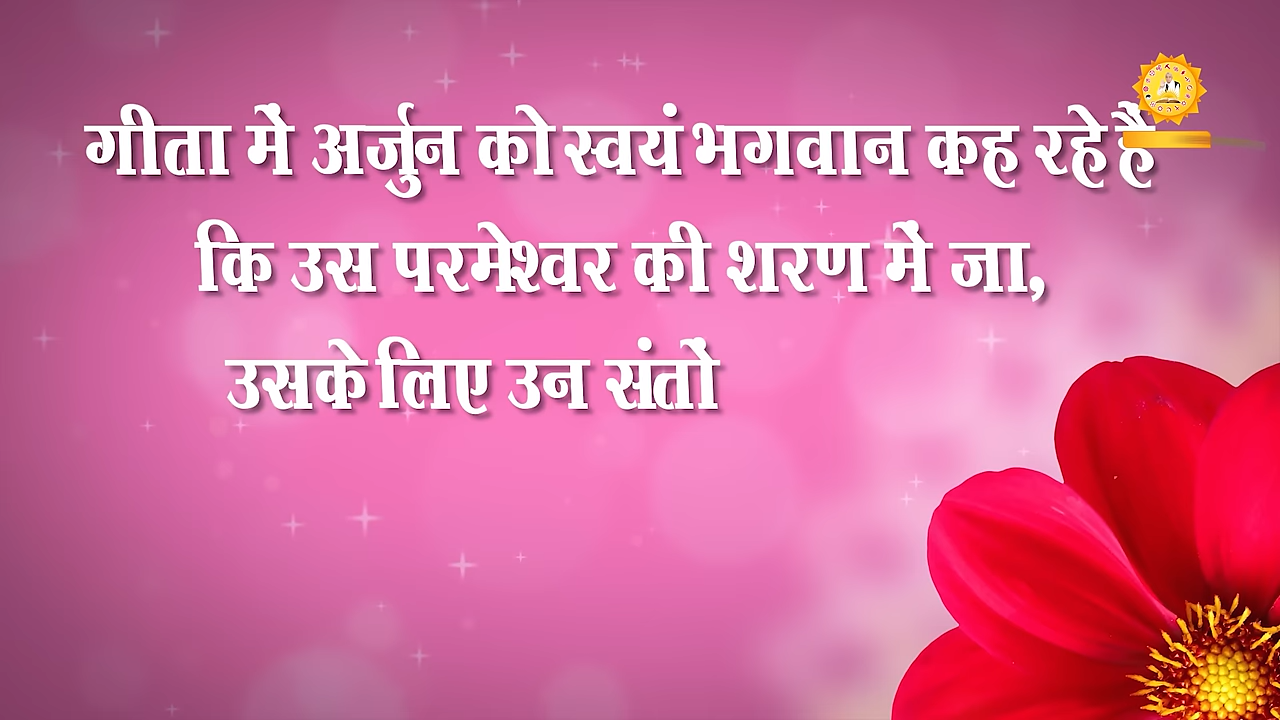 गीता में अर्जुन को स्वयं भगवान कह रहे हैं
कि उस परमेश्वर की शरण में जा,
उसके लिए उन संतों